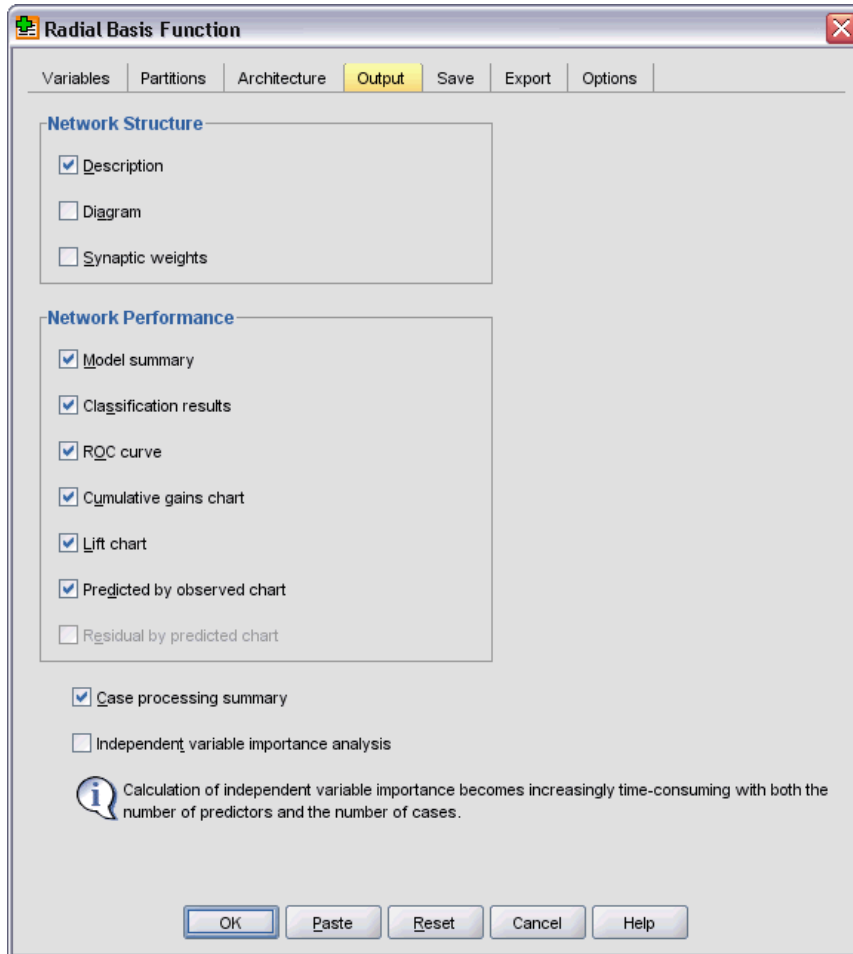 Radial Basis Function
Variables Partitions Architecture Output Save Export Options
Network Structure
Description
Diagram
Synaptic weights
Network Performance
Model summary
Classification results
ROC curve
Cumulative gains chart
Lift chart
Predicted by observed chart
Residual by predicted chart
Case processing summary
Independent variable importance analysis
Calculation of independent variable importance becomes increasingly time-consuming with both the
number of predictors and the number of cases.
OK Paste Reset Cancel Help